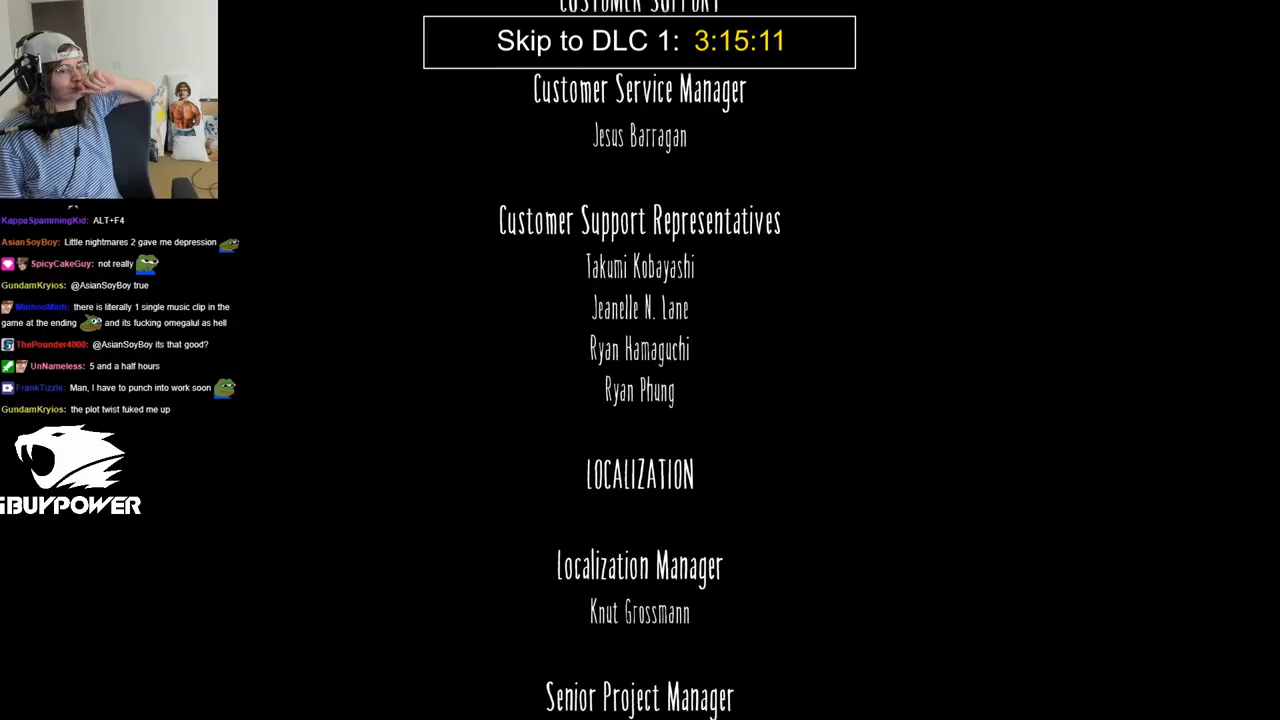 CUSTOMER SUPPORT
Skip to DLC 1: 3:15:11
Customer Service Manager
Jesus Barragan
Customer Support Representatives
Takumi Kobayashi
Jeanelle N. Lane
Ryan Hamaguchi
Ryan Phung
LOCALIZATION
Localization Manager
Knut Grossmann
Senior Project Manager
KappaSpammingKid: ALT+F4
AsianSoyBoy: Little nightmares 2 gave me depression
SpicyCakeGuy: not really
GundamKryios: @AsianSoyBoy true
MinhooMinh: there is literally 1 single music clip in the
game at the ending and its fucking omegalul as hell
ThePounder4000: @AsianSoyBoy its that good?
UnNameless: 5 and a half hours
FrankTizzle: Man, I have to punch into work soon
GundamKryios: the plot twist fuked me up
iBUYPOWER